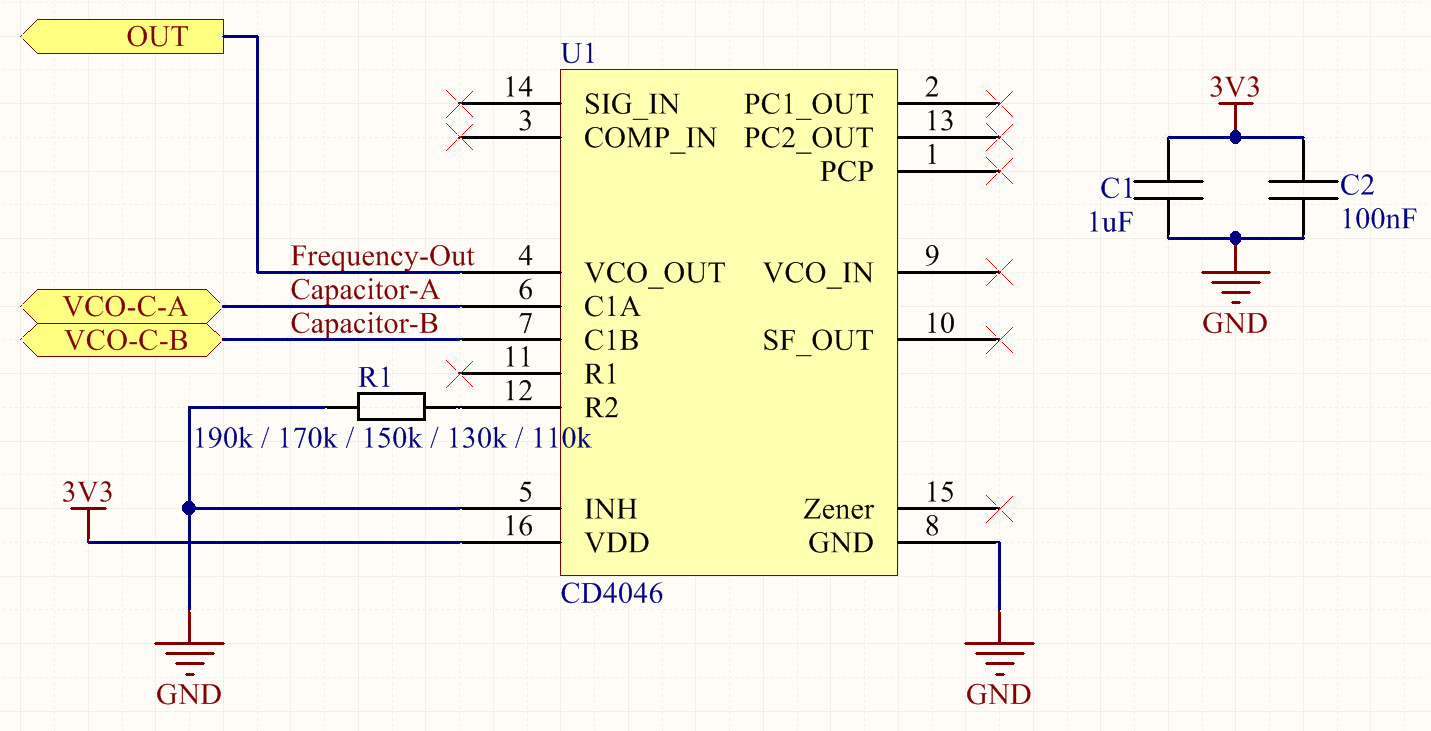 OUT
U1
14 SIG_IN PC1_OUT 2
3 COMP_IN PC2_OUT 13
PCP 1
3V3
C1
1uF
C2
100nF
GND
Frequency-Out 4 VCO_OUT VCO_IN 9
VCO-C-A Capacitor-A 6 C1A
VCO-C-B Capacitor-B 7 C1B SF_OUT 10
11 R1
R1 12 R2
190k / 170k / 150k / 130k / 110k
5 INH Zener 15
3V3 16 VDD GND 8
CD4046
GND
GND